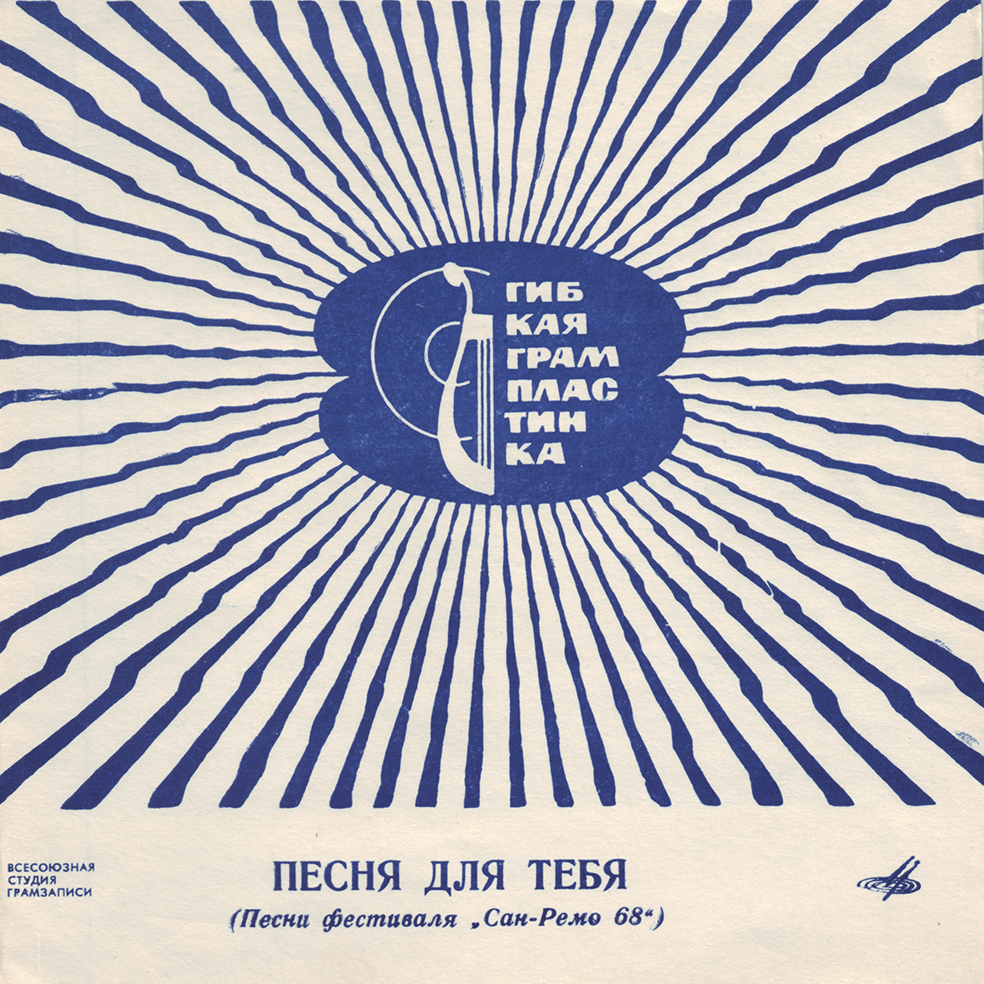 ГИБ
КАЯ
ГРАМ
ПЛАС
ТИН
КА
ВСЕСОЮЗНАЯ
СТУДИЯ
ГРАМЗАПИСИ
ПЕСНЯ ДЛЯ ТЕБЯ
(Песни фестиваля „Сан-Ремо 68“)